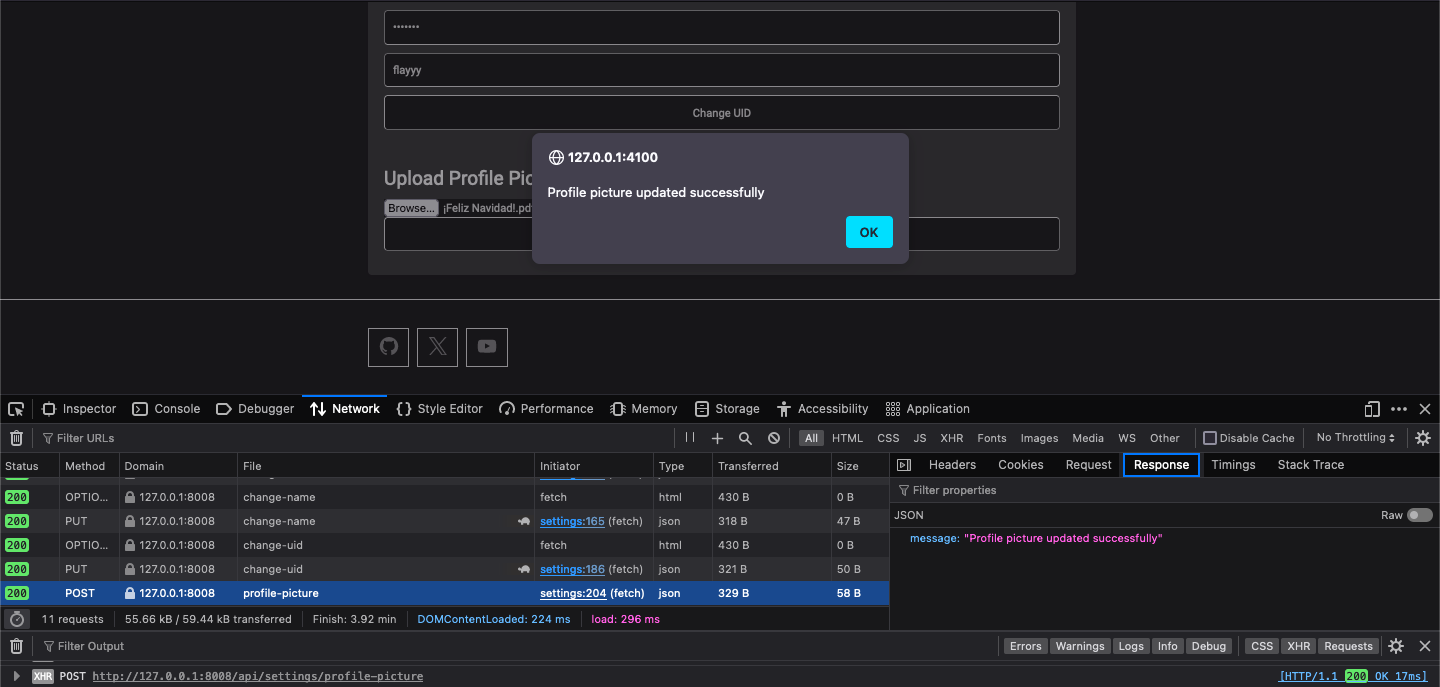 •••••••
flayyy
Change UID
127.0.0.1:4100
Profile picture updated successfully
OK
Upload Profile Pic
Browse... ¡Feliz Navidad!.pd
Inspector Console Debugger Network Style Editor Performance Memory Storage Accessibility Application
Filter URLs All HTML CSS JS XHR Fonts Images Media WS Other Disable Cache No Throttling
Status Method Domain File Initiator Type Transferred Size
200 OPTIO... 127.0.0.1:8008 change-name fetch html 430 B 0 B
200 PUT 127.0.0.1:8008 change-name settings:165 (fetch) json 318 B 47 B
200 OPTIO... 127.0.0.1:8008 change-uid fetch html 430 B 0 B
200 PUT 127.0.0.1:8008 change-uid settings:186 (fetch) json 321 B 50 B
200 POST 127.0.0.1:8008 profile-picture settings:204 (fetch) json 329 B 58 B
11 requests 55.66 kB / 59.44 kB transferred Finish: 3.92 min DOMContentLoaded: 224 ms load: 296 ms
Headers Cookies Request Response Timings Stack Trace
Filter properties
JSON Raw
message: "Profile picture updated successfully"
Filter Output Errors Warnings Logs Info Debug CSS XHR Requests
XHR POST http://127.0.0.1:8008/api/settings/profile-picture [HTTP/1.1 200 OK 17ms]